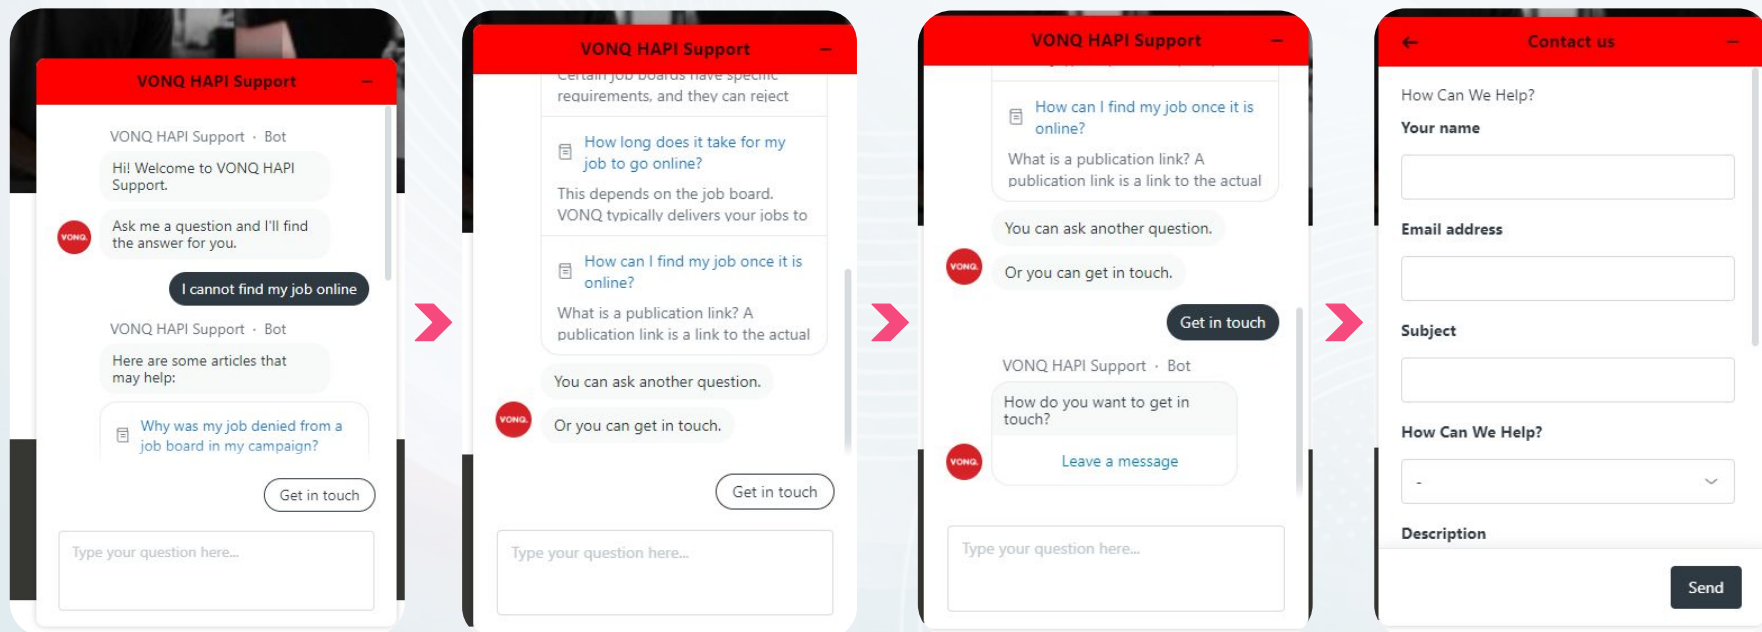 VONQ HAPI Support
VONQ HAPI Support · Bot
Hi! Welcome to VONQ HAPI
Support.
Ask me a question and I'll find
the answer for you.
VONQ.
I cannot find my job online
VONQ HAPI Support · Bot
Here are some articles that
may help:
Why was my job denied from a
job board in my campaign?
Get in touch
Type your question here...
VONQ HAPI Support
Certain job boards have specific
requirements, and they can reject
How long does it take for my
job to go online?
This depends on the job board.
VONQ typically delivers your jobs to
How can I find my job once it is
online?
What is a publication link? A
publication link is a link to the actual
You can ask another question.
VONQ.
Or you can get in touch.
Get in touch
Type your question here...
VONQ HAPI Support
How can I find my job once it is
online?
What is a publication link? A
publication link is a link to the actual
You can ask another question.
VONQ.
Or you can get in touch.
Get in touch
VONQ HAPI Support · Bot
How do you want to get in
touch?
VONQ.
Leave a message
Type your question here...
Contact us
How Can We Help?
Your name
Email address
Subject
How Can We Help?
-
Description
Send